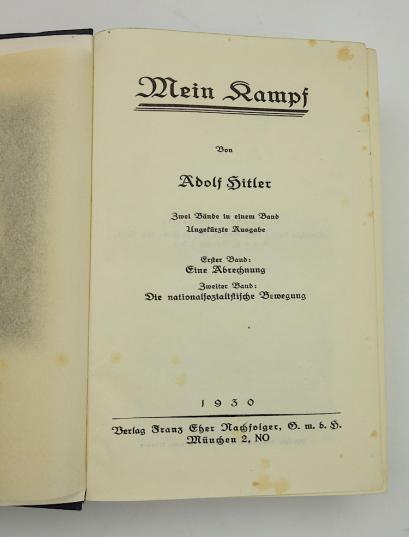 Mein Kampf
Von
Adolf Hitler
Zwei Bände in einem Band
Ungekürzte Ausgabe
Erster Band:
Eine Abrechnung
Zweiter Band:
Die nationalsozialistische Bewegung
1930
Verlag Franz Eher Nachfolger, G. m. b. H.
München 2, NO